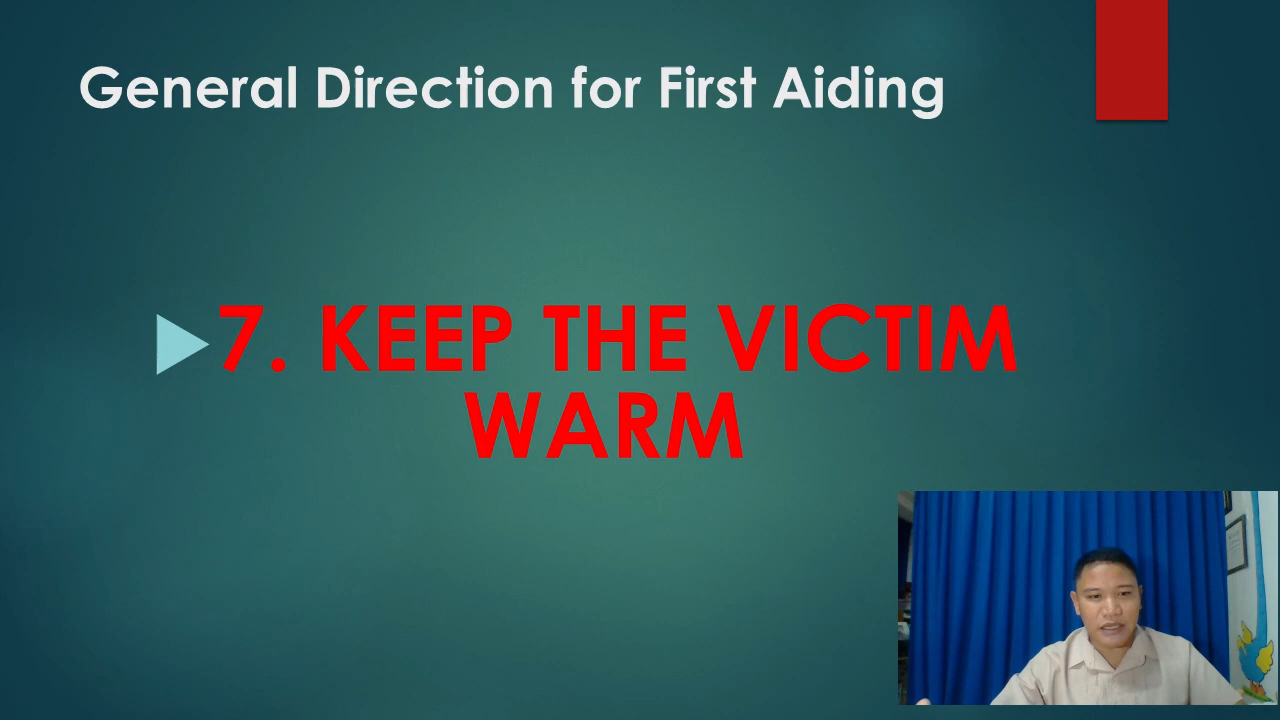 General Direction for First Aiding
7. KEEP THE VICTIM
WARM